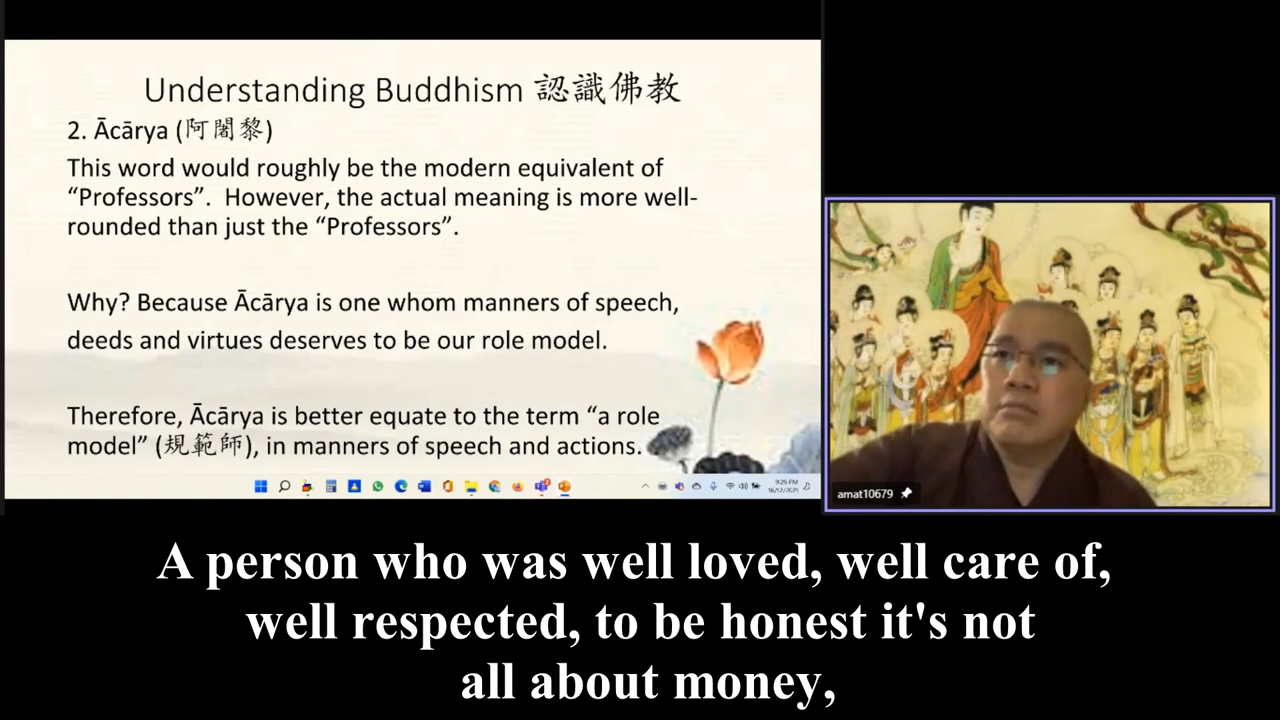 Understanding Buddhism 認識佛教
2. Ācārya (阿闍黎)
This word would roughly be the modern equivalent of
“Professors”. However, the actual meaning is more well-
rounded than just the “Professors”.
Why? Because Ācārya is one whom manners of speech,
deeds and virtues deserves to be our role model.
Therefore, Ācārya is better equate to the term “a role
model” (規範師), in manners of speech and actions.
9:26 PM
amat10679
A person who was well loved, well care of,
well respected, to be honest it's not
all about money,